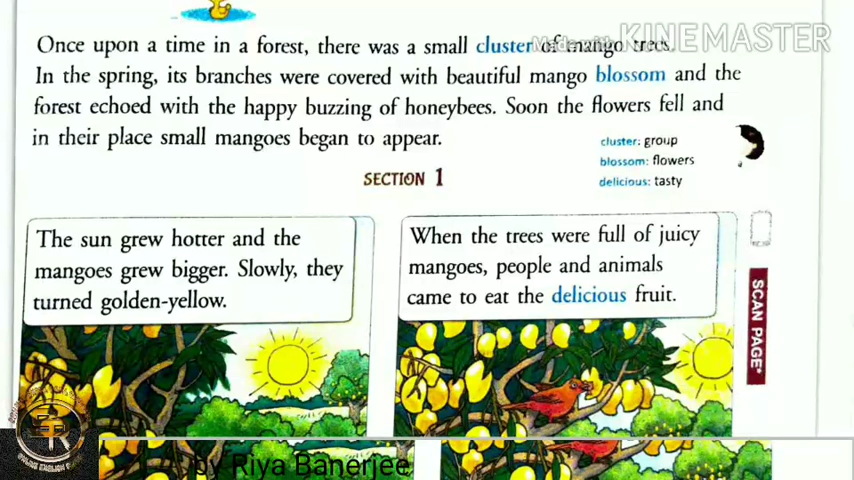 Once upon a time in a forest, there was a small cluster of mango trees.
Made with KINEMASTER
In the spring, its branches were covered with beautiful mango blossom and the
forest echoed with the happy buzzing of honeybees. Soon the flowers fell and
in their place small mangoes began to appear.
cluster: group
blossom: flowers
delicious: tasty
SECTION 1
The sun grew hotter and the
mangoes grew bigger. Slowly, they
turned golden-yellow.
When the trees were full of juicy
mangoes, people and animals
came to eat the delicious fruit.
SCAN PAGE*
by Riya Banerjee